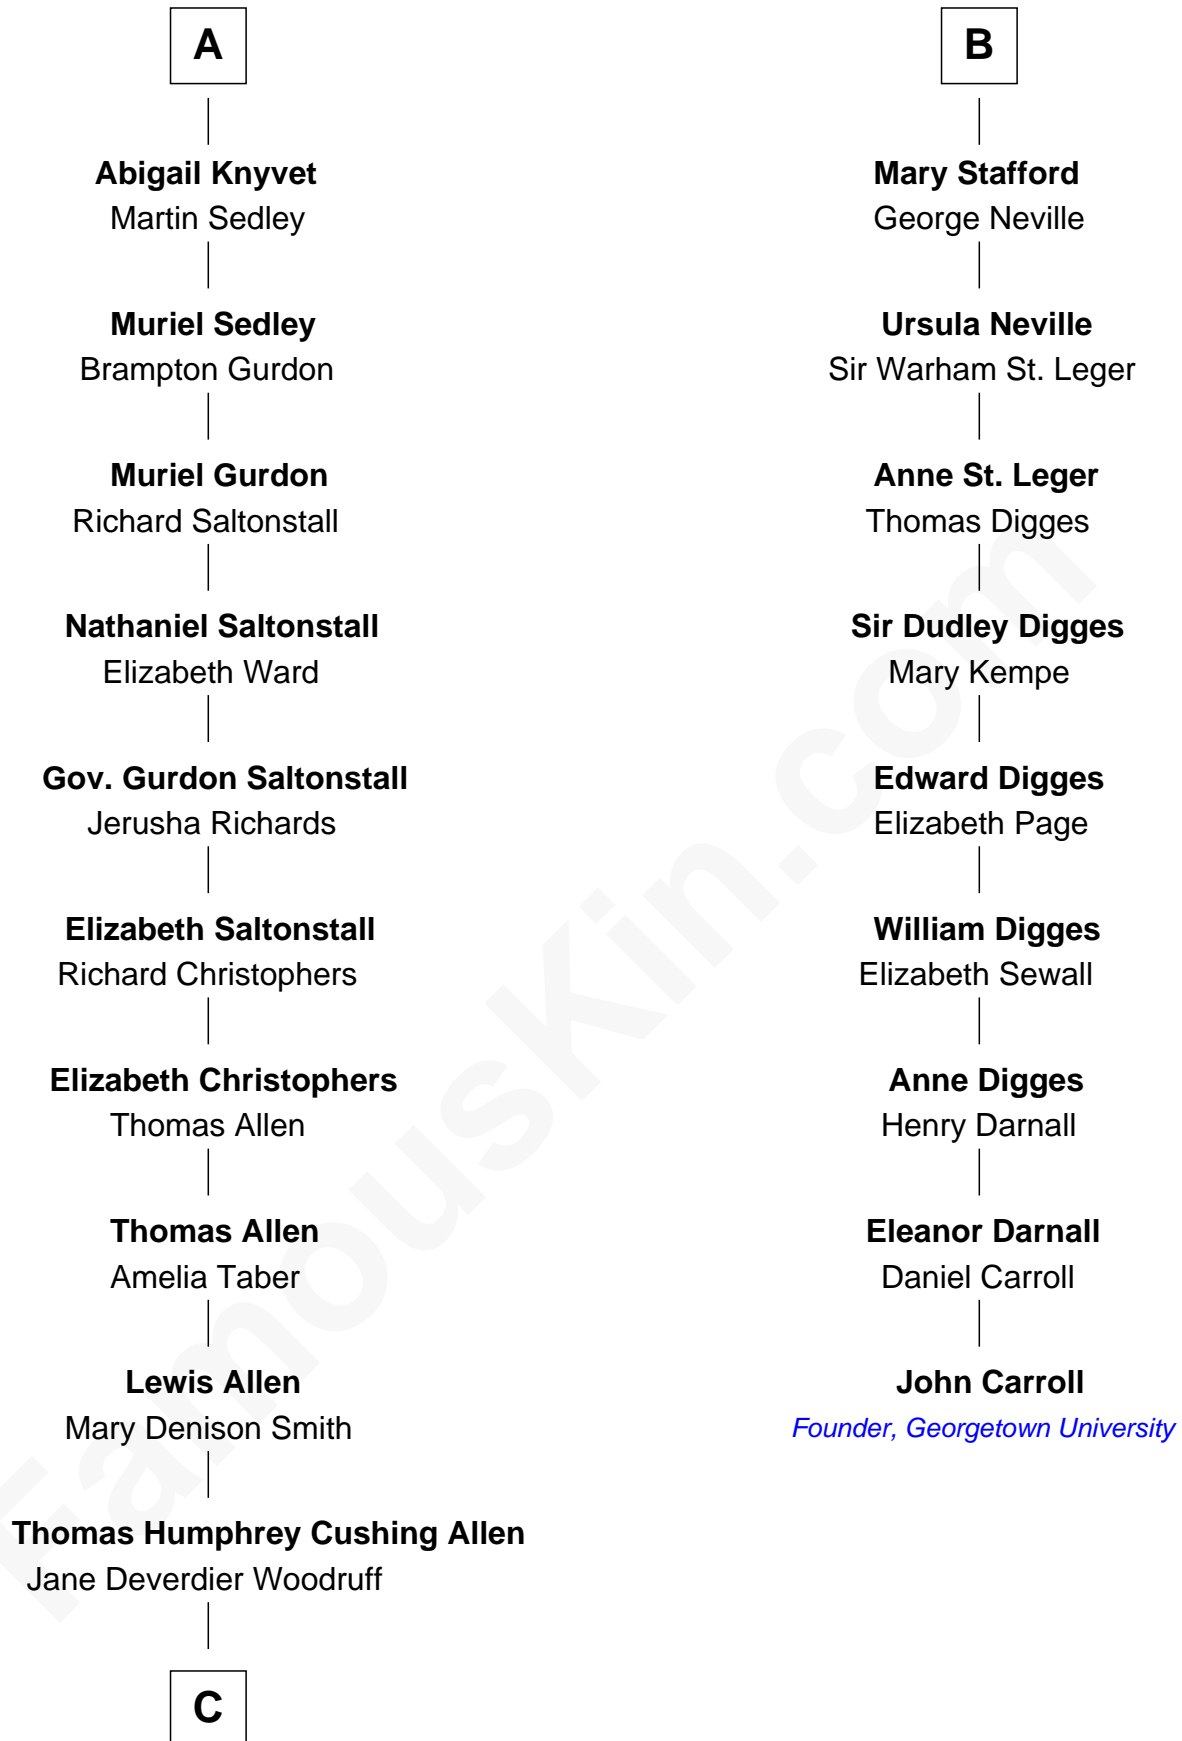 A
Abigail Knyvet
Martin Sedley
Muriel Sedley
Brampton Gurdon
Muriel Gurdon
Richard Saltonstall
Nathaniel Saltonstall
Elizabeth Ward
Gov. Gurdon Saltonstall
Jerusha Richards
Elizabeth Saltonstall
Richard Christophers
Elizabeth Christophers
Thomas Allen
Thomas Allen
Amelia Taber
Lewis Allen
Mary Denison Smith
Thomas Humphrey Cushing Allen
Jane Deverdier Woodruff
C
B
Mary Stafford
George Neville
Ursula Neville
Sir Warham St. Leger
Anne St. Leger
Thomas Digges
Sir Dudley Digges
Mary Kempe
Edward Digges
Elizabeth Page
William Digges
Elizabeth Sewall
Anne Digges
Henry Darnall
Eleanor Darnall
Daniel Carroll
John Carroll
Founder, Georgetown University
FamousKin.com